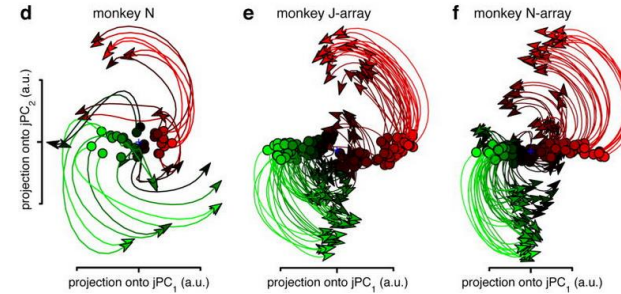 d monkey N
e monkey J-array
f monkey N-array
projection onto jPC₂ (a.u.)
projection onto jPC₁ (a.u.)
projection onto jPC₁ (a.u.)
projection onto jPC₁ (a.u.)